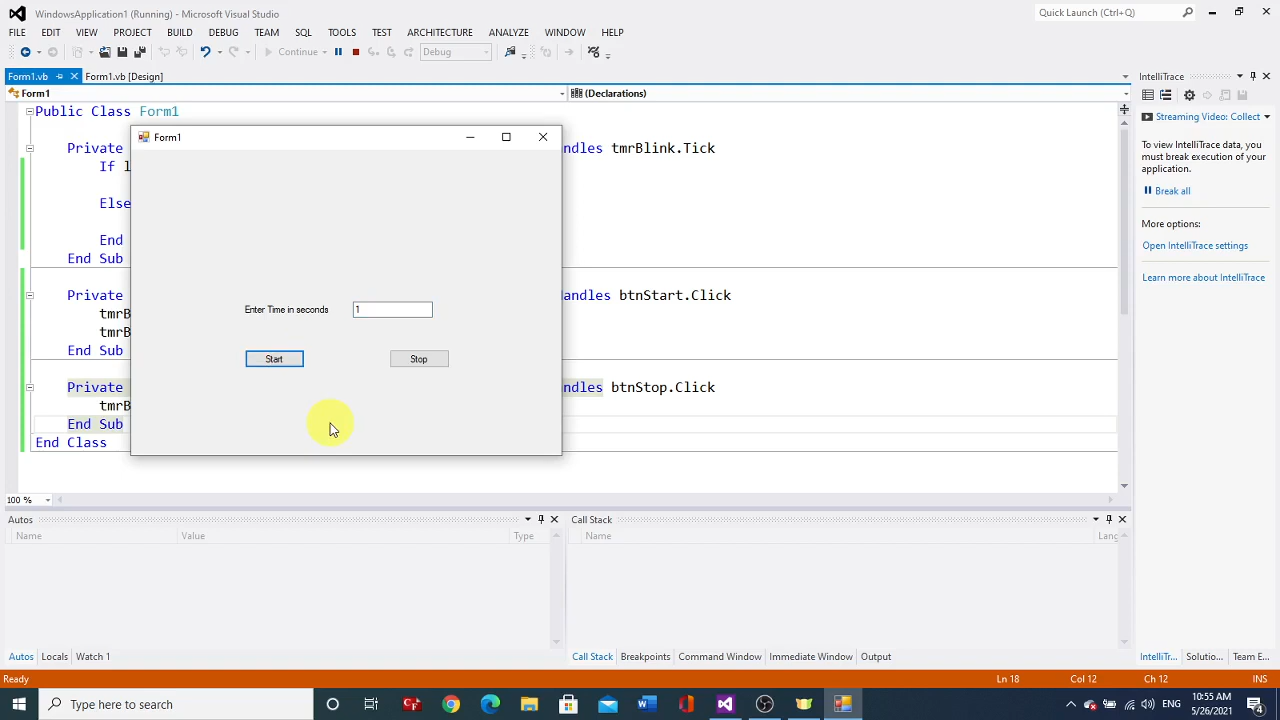 WindowsApplication1 (Running) - Microsoft Visual Studio
Quick Launch (Ctrl+Q)
FILE EDIT VIEW PROJECT BUILD DEBUG TEAM SQL TOOLS TEST ARCHITECTURE ANALYZE WINDOW HELP
Continue Debug
Form1.vb Form1.vb [Design] IntelliTrace
Form1 (Declarations)
Public Class Form1
Streaming Video: Collect
Form1
Private ndles tmrBlink.Tick
To view IntelliTrace data, you
must break execution of your
application.
If l
Break all
Else
More options:
End
Open IntelliTrace settings
End Sub
Learn more about IntelliTrace
Private Handles btnStart.Click
Enter Time in seconds 1
tmrB
tmrB
End Sub
Start Stop
Private ndles btnStop.Click
tmrB
End Sub
End Class
100 %
Autos Call Stack
Name Value Type Name Lang
Autos Locals Watch 1 Call Stack Breakpoints Command Window Immediate Window Output IntelliTr... Solutio... Team E...
Ready Ln 18 Col 12 Ch 12 INS
Type here to search ENG 10:55 AM
5/26/2021
4